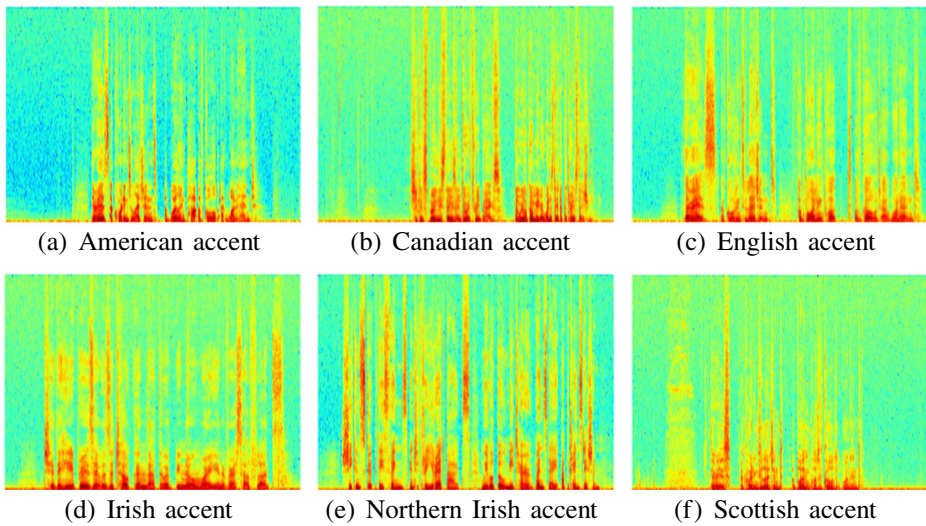 (a) American accent
(b) Canadian accent
(c) English accent
(d) Irish accent
(e) Northern Irish accent
(f) Scottish accent